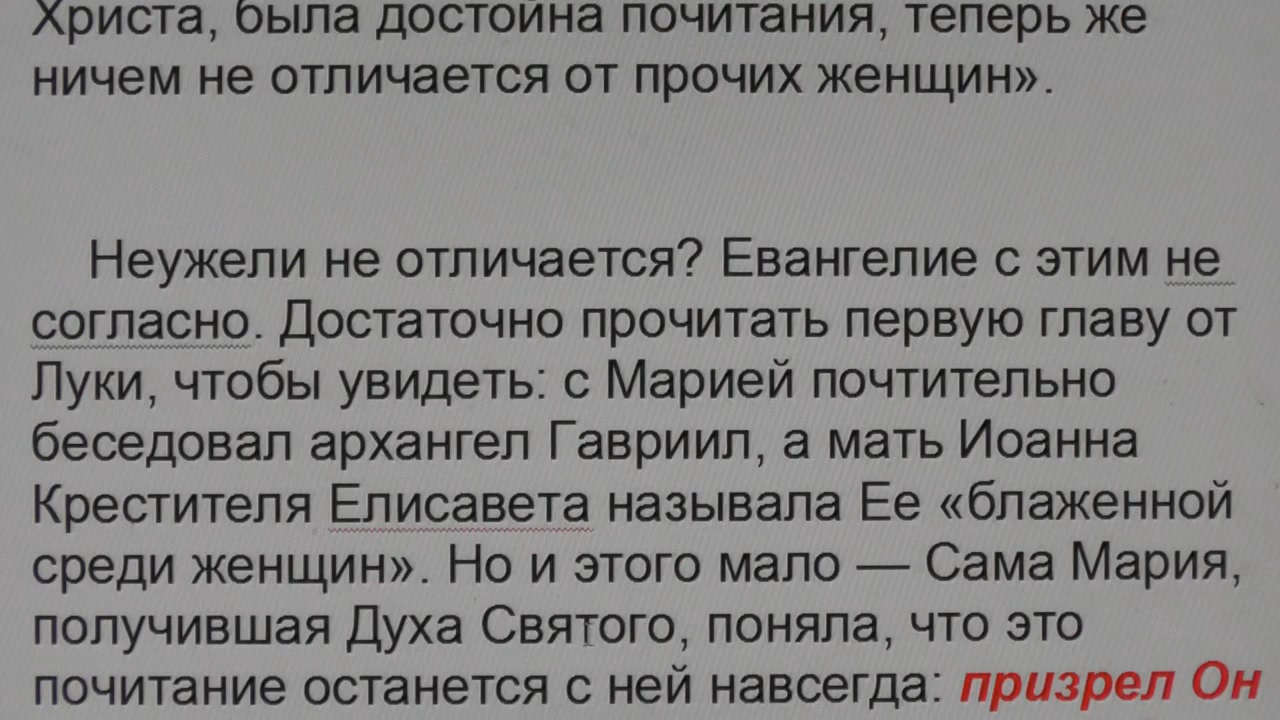 Христа, была достойна почитания, теперь же
ничем не отличается от прочих женщин».
Неужели не отличается? Евангелие с этим не
согласно. Достаточно прочитать первую главу от
Луки, чтобы увидеть: с Марией почтительно
беседовал архангел Гавриил, а мать Иоанна
Крестителя Елисавета называла Ее «блаженной
среди женщин». Но и этого мало — Сама Мария,
получившая Духа Святого, поняла, что это
почитание останется с ней навсегда: призрел Он